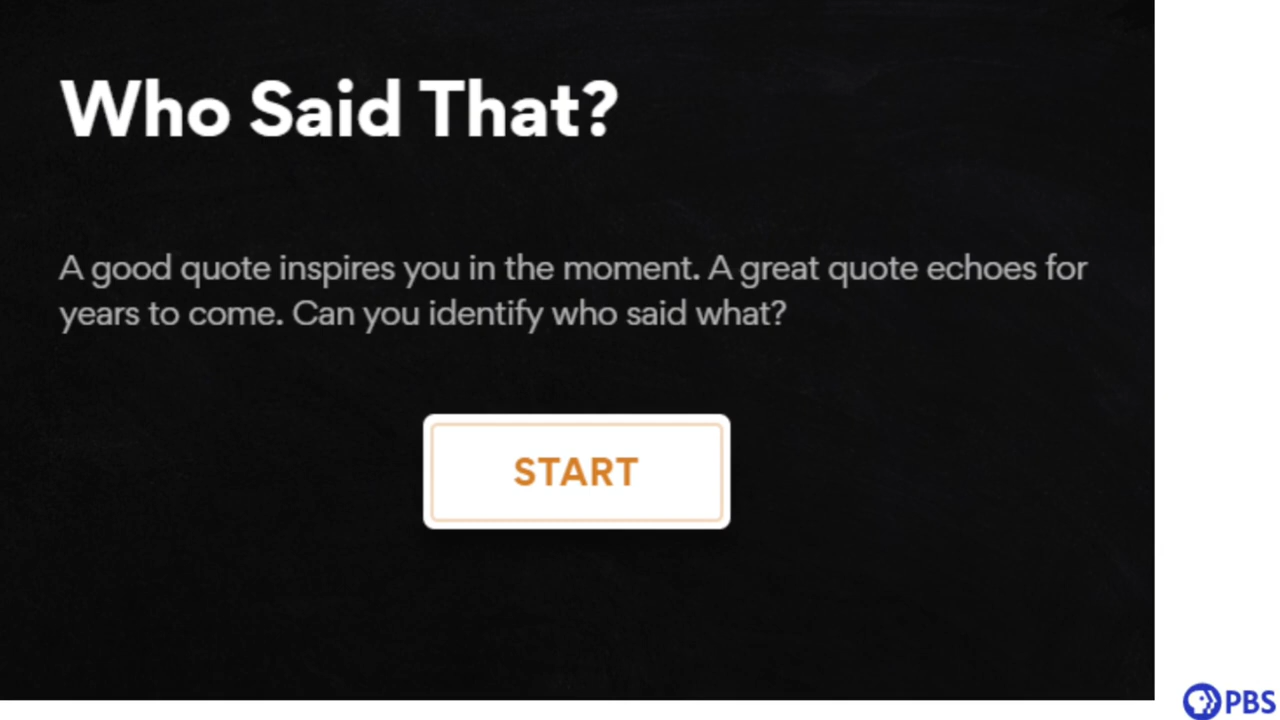 Who Said That?
A good quote inspires you in the moment. A great quote echoes for
years to come. Can you identify who said what?
START
PBS